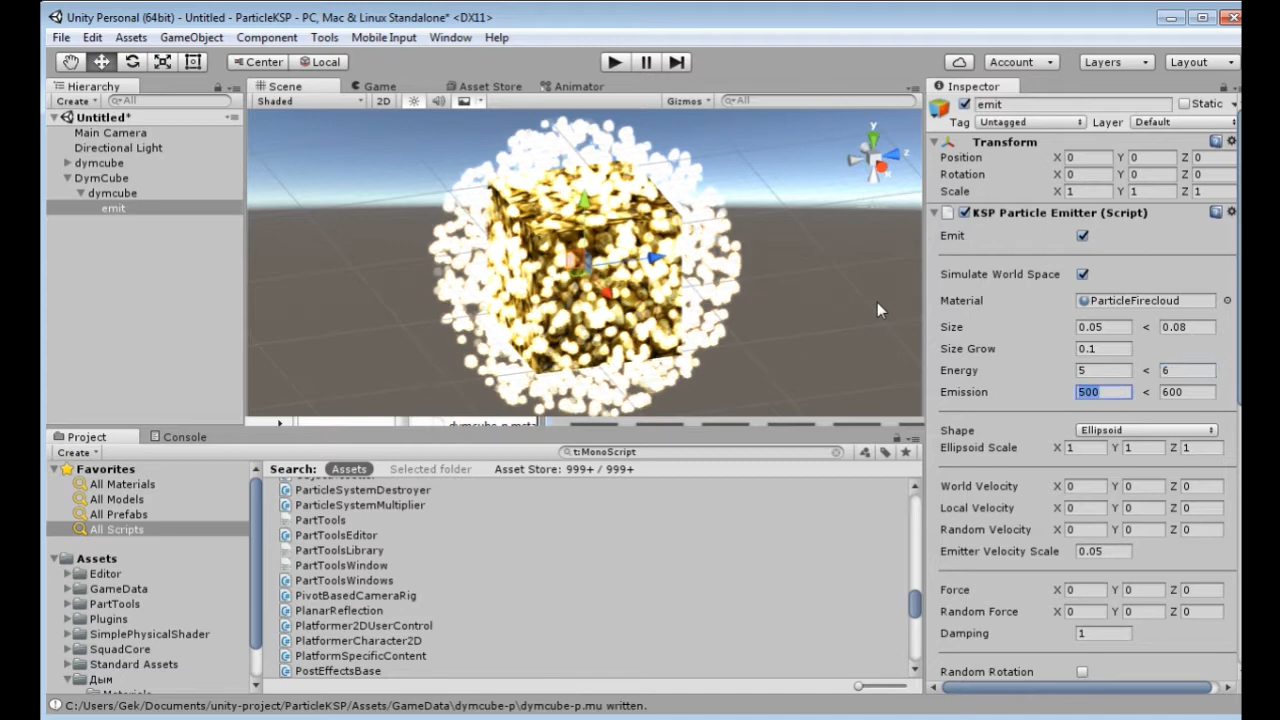 Unity Personal (64bit) - Untitled - ParticleKSP - PC, Mac & Linux Standalone* <DX11>
File Edit Assets GameObject Component Tools Mobile Input Window Help
Center Local Account Layers Layout
Hierarchy
Create All
Untitled*
Main Camera
Directional Light
dymcube
DymCube
dymcube
emit
Scene Game Asset Store Animator
Shaded 2D Gizmos All
y
z
x
dymcube-p.meta
Inspector
emit Static
Tag Untagged Layer Default
Transform
Position X 0 Y 0 Z 0
Rotation X 0 Y 0 Z 0
Scale X 1 Y 1 Z 1
KSP Particle Emitter (Script)
Emit
Simulate World Space
Material ParticleFirecloud
Size 0.05 < 0.08
Size Grow 0.1
Energy 5 < 6
Emission 500 < 600
Shape Ellipsoid
Ellipsoid Scale X 1 Y 1 Z 1
World Velocity X 0 Y 0 Z 0
Local Velocity X 0 Y 0 Z 0
Random Velocity X 0 Y 0 Z 0
Emitter Velocity Scale 0.05
Force X 0 Y 0 Z 0
Random Force X 0 Y 0 Z 0
Damping 1
Random Rotation
Project Console
Create t:MonoScript
Favorites
All Materials
All Models
All Prefabs
All Scripts
Assets
Editor
GameData
PartTools
Plugins
SimplePhysicalShader
SquadCore
Standard Assets
Дым
Materials
Search: Assets Selected folder Asset Store: 999+ / 999+
ParticleSystemDestroyer
ParticleSystemMultiplier
PartTools
PartToolsEditor
PartToolsLibrary
PartToolsWindow
PartToolsWindows
PivotBasedCameraRig
PlanarReflection
Platformer2DUserControl
PlatformerCharacter2D
PlatformSpecificContent
PostEffectsBase
C:/Users/Gek/Documents/unity-project/ParticleKSP/Assets/GameData\dymcube-p\dymcube-p.mu written.